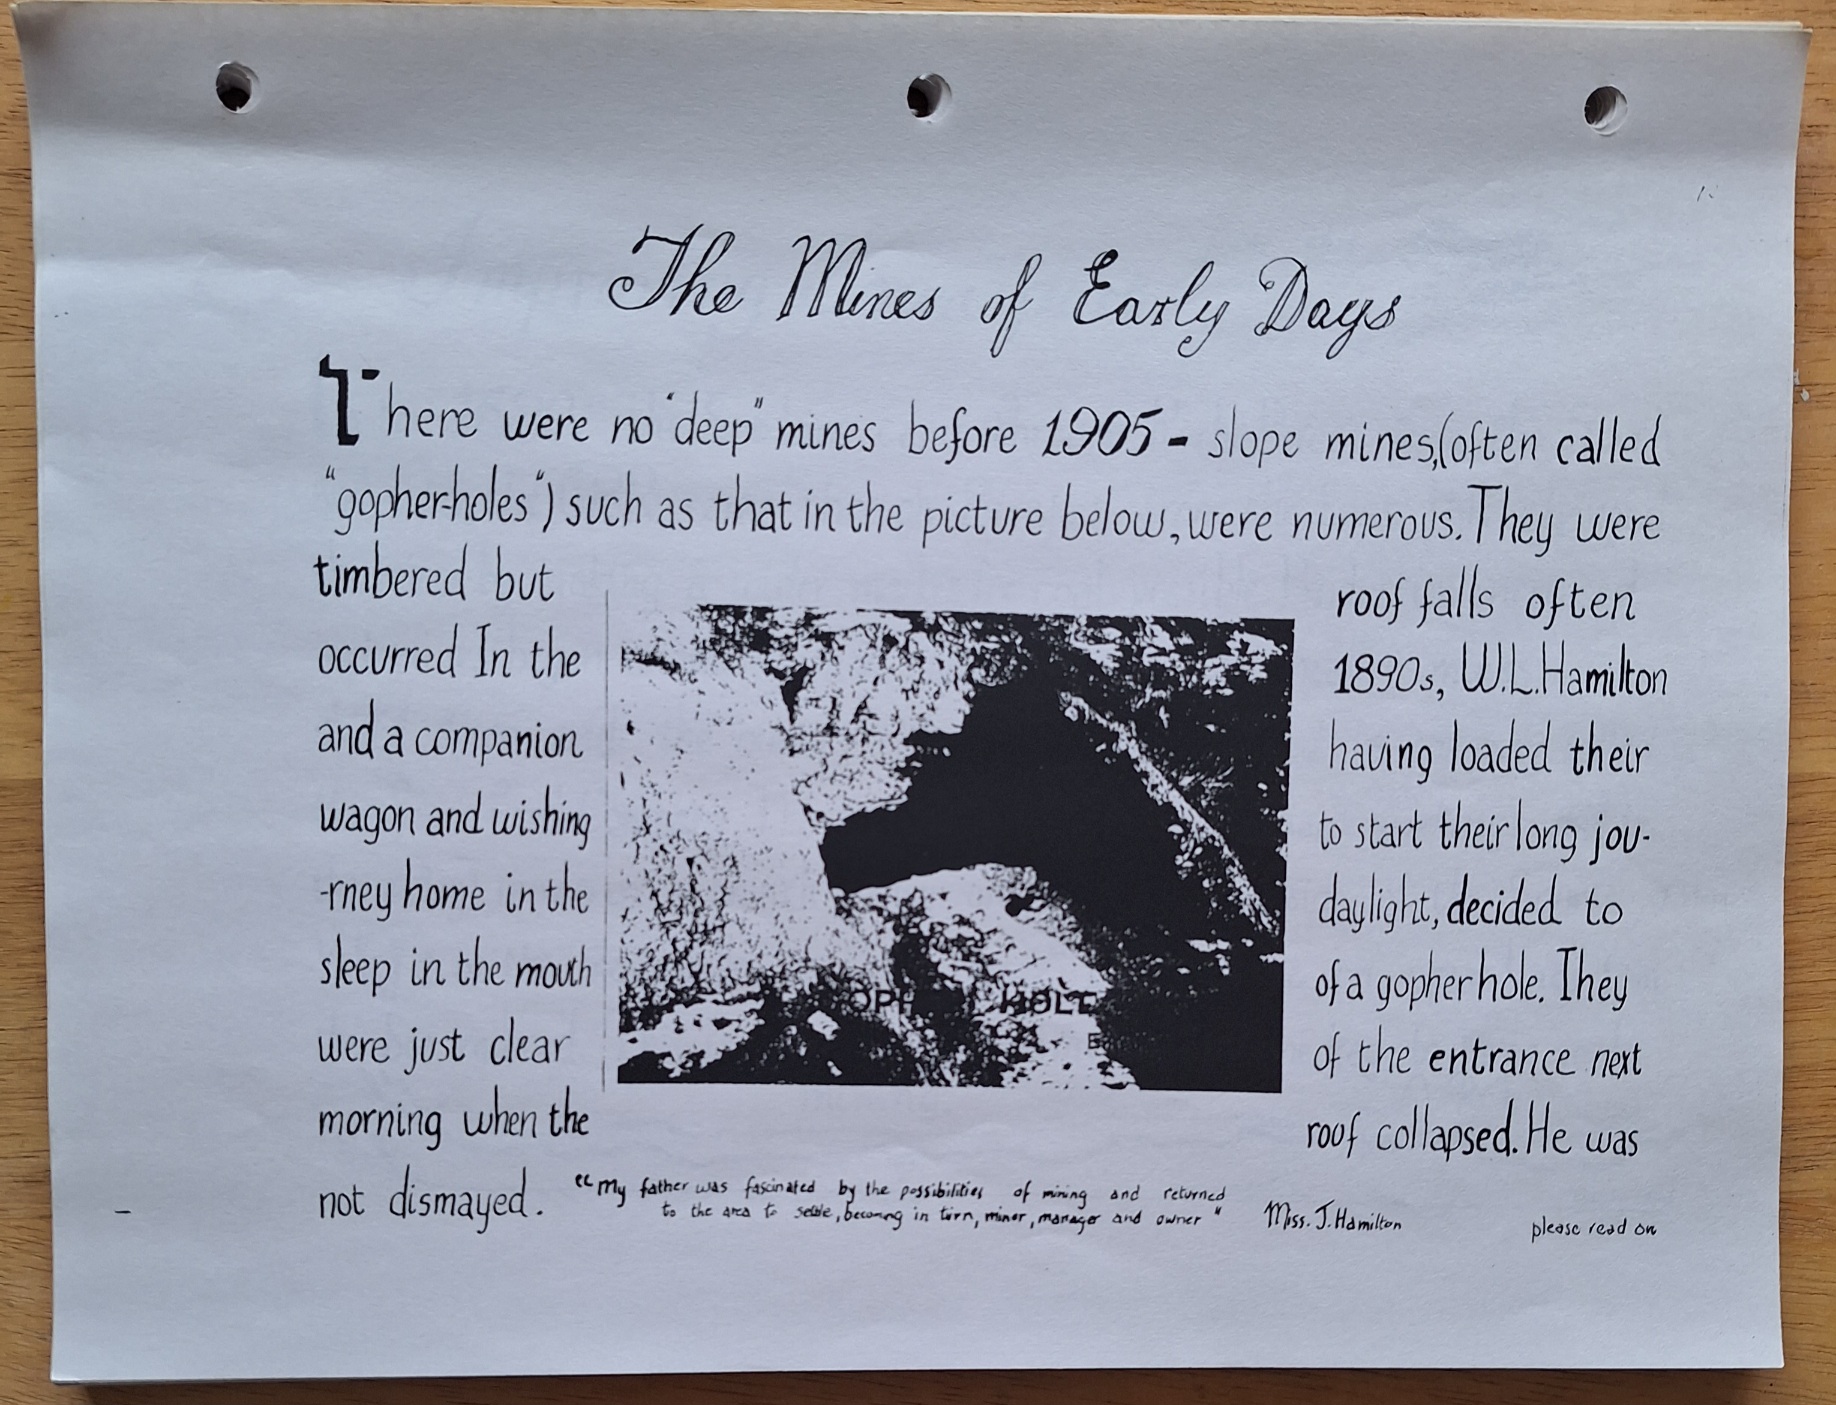 The Mines of Early Days
There were no "deep" mines before 1905 - slope mines,(often called
"gopher-holes") such as that in the picture below, were numerous. They were
timbered but roof falls often
occurred In the 1890s, W.L.Hamilton
and a companion having loaded their
wagon and wishing to start their long jou-
-rney home in the daylight, decided to
sleep in the mouth of a gopher hole. They
were just clear of the entrance next
morning when the roof collapsed. He was
not dismayed.
"My father was fascinated by the possibilities of mining and returned
to the area to settle, becoming in turn, miner, manager and owner"
Miss. J. Hamilton
please read on
HOLE